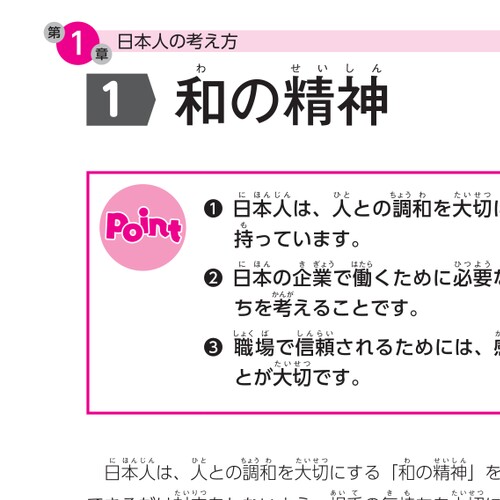 第1章 日本人の考え方
1 和の精神
わ せいしん
Point
❶ 日本人は、人との調和を大切に
持っています。
❷ 日本の企業で働くために必要な
ちを考えることです。
❸ 職場で信頼されるためには、
とが大切です。
日本人は、人との調和を大切にする「和の精神」を